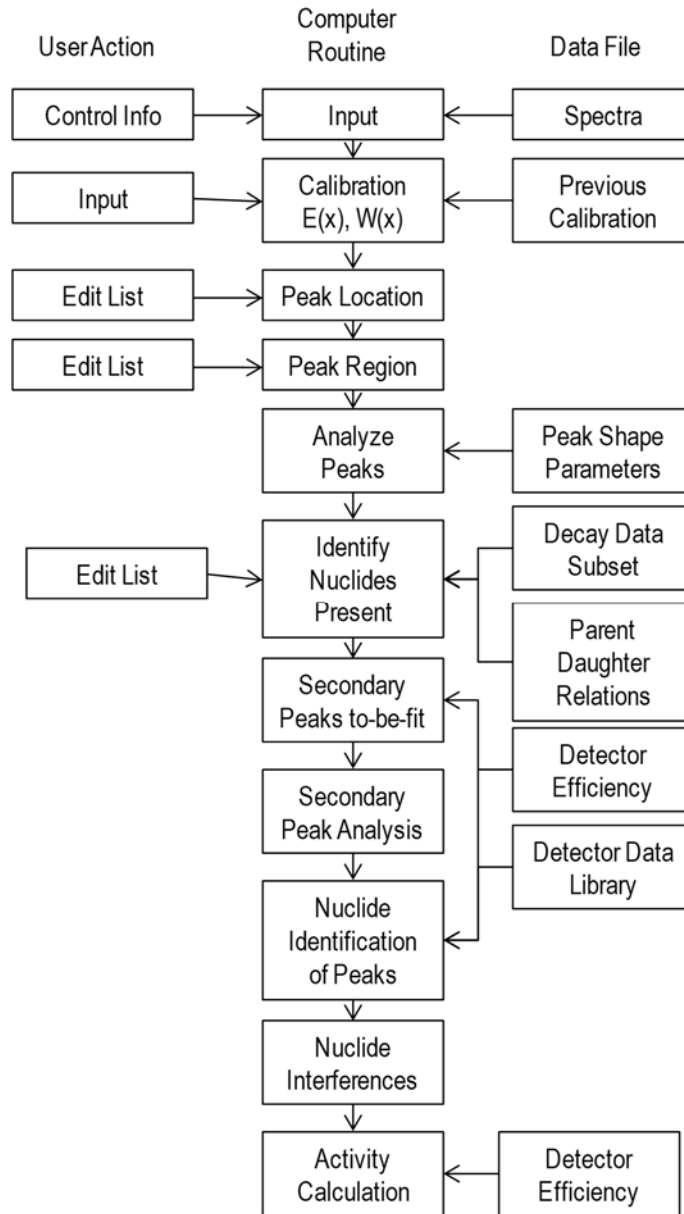 User Action
Computer
Routine
Data File
Control Info
Input
Spectra
Input
Calibration
E(x), W(x)
Previous
Calibration
Edit List
Peak Location
Edit List
Peak Region
Analyze
Peaks
Peak Shape
Parameters
Edit List
Identify
Nuclides
Present
Decay Data
Subset
Parent
Daughter
Relations
Secondary
Peaks to-be-fit
Detector
Efficiency
Secondary
Peak Analysis
Detector Data
Library
Nuclide
Identification
of Peaks
Nuclide
Interferences
Activity
Calculation
Detector
Efficiency